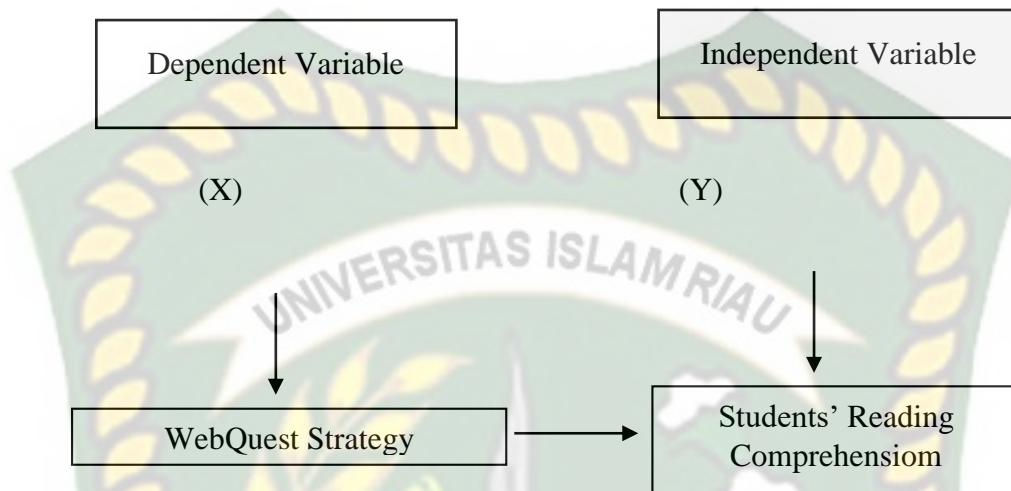 Dependent Variable
Independent Variable
(X)
(Y)
UNIVERSITAS ISLAM RIAU
WebQuest Strategy
Students’ Reading
Comprehensiom